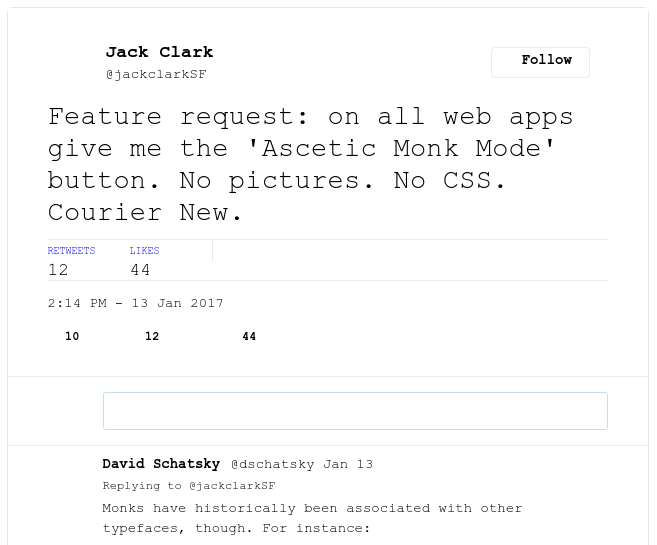 Jack Clark
@jackclarkSF
Follow
Feature request: on all web apps
give me the 'Ascetic Monk Mode'
button. No pictures. No CSS.
Courier New.
RETWEETS LIKES
12 44
2:14 PM - 13 Jan 2017
10 12 44
David Schatsky @dschatsky Jan 13
Replying to @jackclarkSF
Monks have historically been associated with other
typefaces, though. For instance: